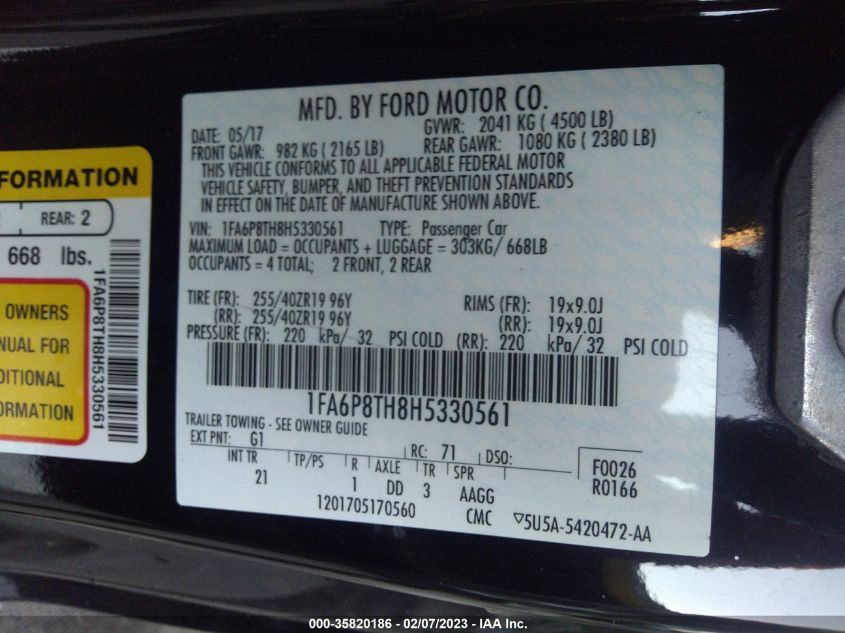 FORMATION
REAR: 2
668 lbs.
OWNERS
NUAL FOR
DITIONAL
ORMATION
1FA6P8TH8H5330561
MFD. BY FORD MOTOR CO.
DATE: 05/17 GVWR: 2041 KG ( 4500 LB)
FRONT GAWR: 982 KG ( 2165 LB) REAR GAWR: 1080 KG ( 2380 LB)
THIS VEHICLE CONFORMS TO ALL APPLICABLE FEDERAL MOTOR
VEHICLE SAFETY, BUMPER, AND THEFT PREVENTION STANDARDS
IN EFFECT ON THE DATE OF MANUFACTURE SHOWN ABOVE.
VIN: 1FA6P8TH8H5330561 TYPE: Passenger Car
MAXIMUM LOAD = OCCUPANTS + LUGGAGE = 303KG/ 668LB
OCCUPANTS = 4 TOTAL; 2 FRONT, 2 REAR
TIRE (FR): 255/40ZR19 96Y RIMS (FR): 19x9.0J
(RR): 255/40ZR19 96Y (RR): 19x9.0J
PRESSURE (FR): 220 kPa/ 32 PSI COLD (RR): 220 kPa/ 32 PSI COLD
1FA6P8TH8H5330561
TRAILER TOWING - SEE OWNER GUIDE
EXT PNT: G1 RC: 71 DSO:
INT TR TP/PS R AXLE TR SPR F0026
21 1 DD 3 AAGG R0166
1201705170560 CMC ▽5U5A-5420472-AA
000-35820186 - 02/07/2023 - IAA Inc.